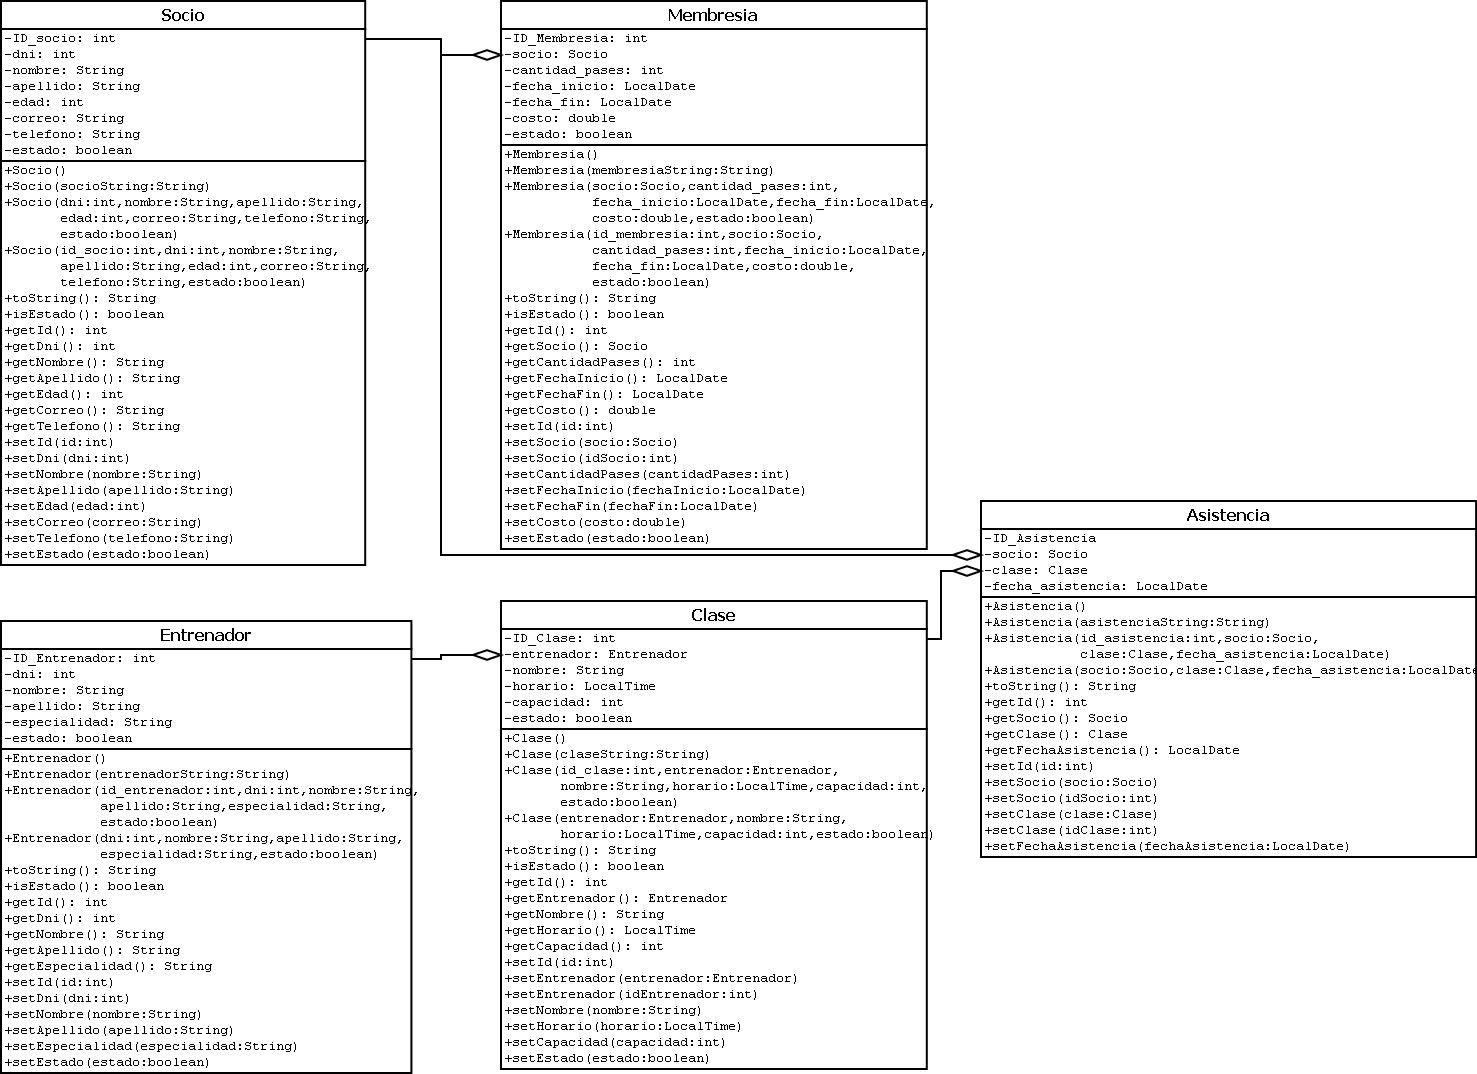 Socio
-ID_socio: int
-dni: int
-nombre: String
-apellido: String
-edad: int
-correo: String
-telefono: String
-estado: boolean
+Socio()
+Socio(socioString:String)
+Socio(dni:int,nombre:String,apellido:String,
edad:int,correo:String,telefono:String,
estado:boolean)
+Socio(id_socio:int,dni:int,nombre:String,
apellido:String,edad:int,correo:String,
telefono:String,estado:boolean)
+toString(): String
+isEstado(): boolean
+getId(): int
+getDni(): int
+getNombre(): String
+getApellido(): String
+getEdad(): int
+getCorreo(): String
+getTelefono(): String
+setId(id:int)
+setDni(dni:int)
+setNombre(nombre:String)
+setApellido(apellido:String)
+setEdad(edad:int)
+setCorreo(correo:String)
+setTelefono(telefono:String)
+setEstado(estado:boolean)
Membresia
-ID_Membresia: int
-socio: Socio
-cantidad_pases: int
-fecha_inicio: LocalDate
-fecha_fin: LocalDate
-costo: double
-estado: boolean
+Membresia()
+Membresia(membresiaString:String)
+Membresia(socio:Socio,cantidad_pases:int,
fecha_inicio:LocalDate,fecha_fin:LocalDate,
costo:double,estado:boolean)
+Membresia(id_membresia:int,socio:Socio,
cantidad_pases:int,fecha_inicio:LocalDate,
fecha_fin:LocalDate,costo:double,
estado:boolean)
+toString(): String
+isEstado(): boolean
+getId(): int
+getSocio(): Socio
+getCantidadPases(): int
+getFechaInicio(): LocalDate
+getFechaFin(): LocalDate
+getCosto(): double
+setId(id:int)
+setSocio(socio:Socio)
+setSocio(idSocio:int)
+setCantidadPases(cantidadPases:int)
+setFechaInicio(fechaInicio:LocalDate)
+setFechaFin(fechaFin:LocalDate)
+setCosto(costo:double)
+setEstado(estado:boolean)
Asistencia
-ID_Asistencia
-socio: Socio
-clase: Clase
-fecha_asistencia: LocalDate
+Asistencia()
+Asistencia(asistenciaString:String)
+Asistencia(id_asistencia:int,socio:Socio,
clase:Clase,fecha_asistencia:LocalDate)
+Asistencia(socio:Socio,clase:Clase,fecha_asistencia:LocalDate
+toString(): String
+getId(): int
+getSocio(): Socio
+getClase(): Clase
+getFechaAsistencia(): LocalDate
+setId(id:int)
+setSocio(socio:Socio)
+setSocio(idSocio:int)
+setClase(clase:Clase)
+setClase(idClase:int)
+setFechaAsistencia(fechaAsistencia:LocalDate)
Entrenador
-ID_Entrenador: int
-dni: int
-nombre: String
-apellido: String
-especialidad: String
-estado: boolean
+Entrenador()
+Entrenador(entrenadorString:String)
+Entrenador(id_entrenador:int,dni:int,nombre:String,
apellido:String,especialidad:String,
estado:boolean)
+Entrenador(dni:int,nombre:String,apellido:String,
especialidad:String,estado:boolean)
+toString(): String
+isEstado(): boolean
+getId(): int
+getDni(): int
+getNombre(): String
+getApellido(): String
+getEspecialidad(): String
+setId(id:int)
+setDni(dni:int)
+setNombre(nombre:String)
+setApellido(apellido:String)
+setEspecialidad(especialidad:String)
+setEstado(estado:boolean)
Clase
-ID_Clase: int
-entrenador: Entrenador
-nombre: String
-horario: LocalTime
-capacidad: int
-estado: boolean
+Clase()
+Clase(claseString:String)
+Clase(id_clase:int,entrenador:Entrenador,
nombre:String,horario:LocalTime,capacidad:int,
estado:boolean)
+Clase(entrenador:Entrenador,nombre:String,
horario:LocalTime,capacidad:int,estado:boolean)
+toString(): String
+isEstado(): boolean
+getId(): int
+getEntrenador(): Entrenador
+getNombre(): String
+getHorario(): LocalTime
+getCapacidad(): int
+setId(id:int)
+setEntrenador(entrenador:Entrenador)
+setEntrenador(idEntrenador:int)
+setNombre(nombre:String)
+setHorario(horario:LocalTime)
+setCapacidad(capacidad:int)
+setEstado(estado:boolean)